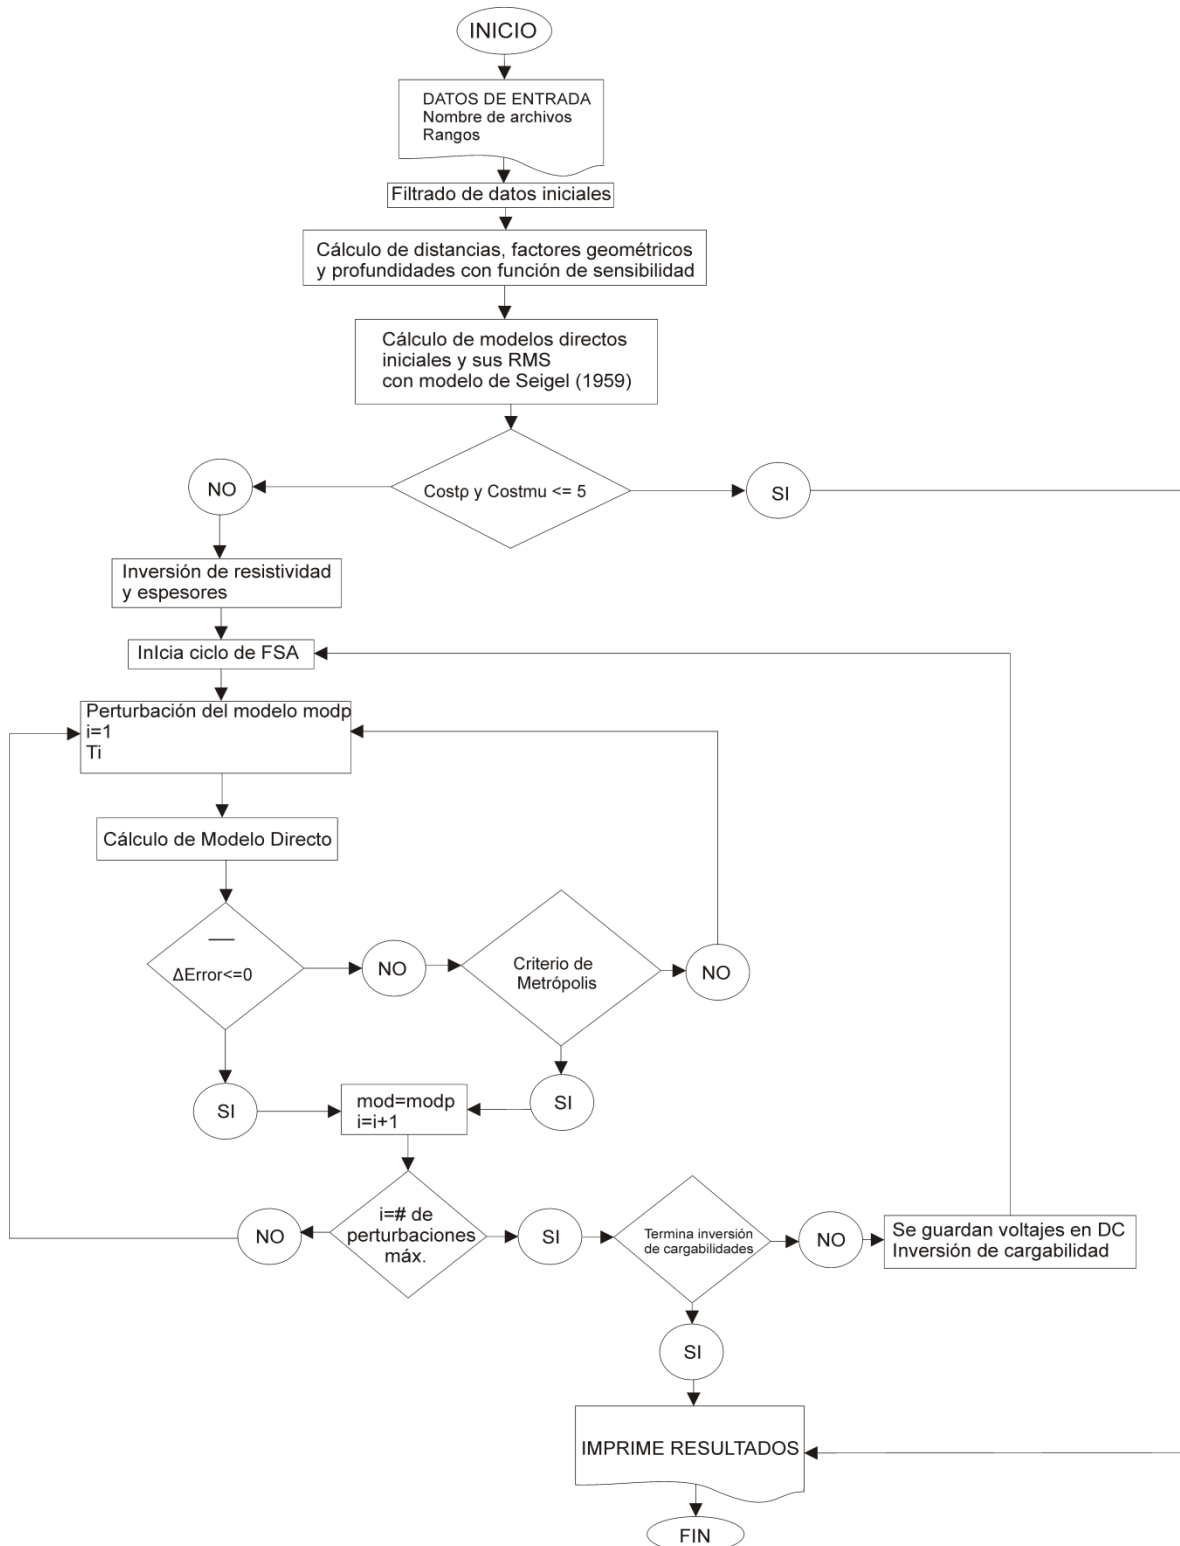 INICIO
DATOS DE ENTRADA
Nombre de archivos
Rangos
Filtrado de datos iniciales
Cálculo de distancias, factores geométricos
y profundidades con función de sensibilidad
Cálculo de modelos directos
iniciales y sus RMS
con modelo de Seigel (1959)
Costρ y Costmu <= 5
NO
SI
Inversión de resistividad
y espesores
InIcia ciclo de FSA
Perturbación del modelo modp
i=1
Ti
Cálculo de Modelo Directo
ΔError<=0
NO
Criterio de
Metrópolis
NO
SI
mod=modp
i=i+1
SI
NO
i=# de
perturbaciones
máx.
SI
Termina inversión
de cargabilidades
NO
Se guardan voltajes en DC
Inversión de cargabilidad
SI
IMPRIME RESULTADOS
FIN